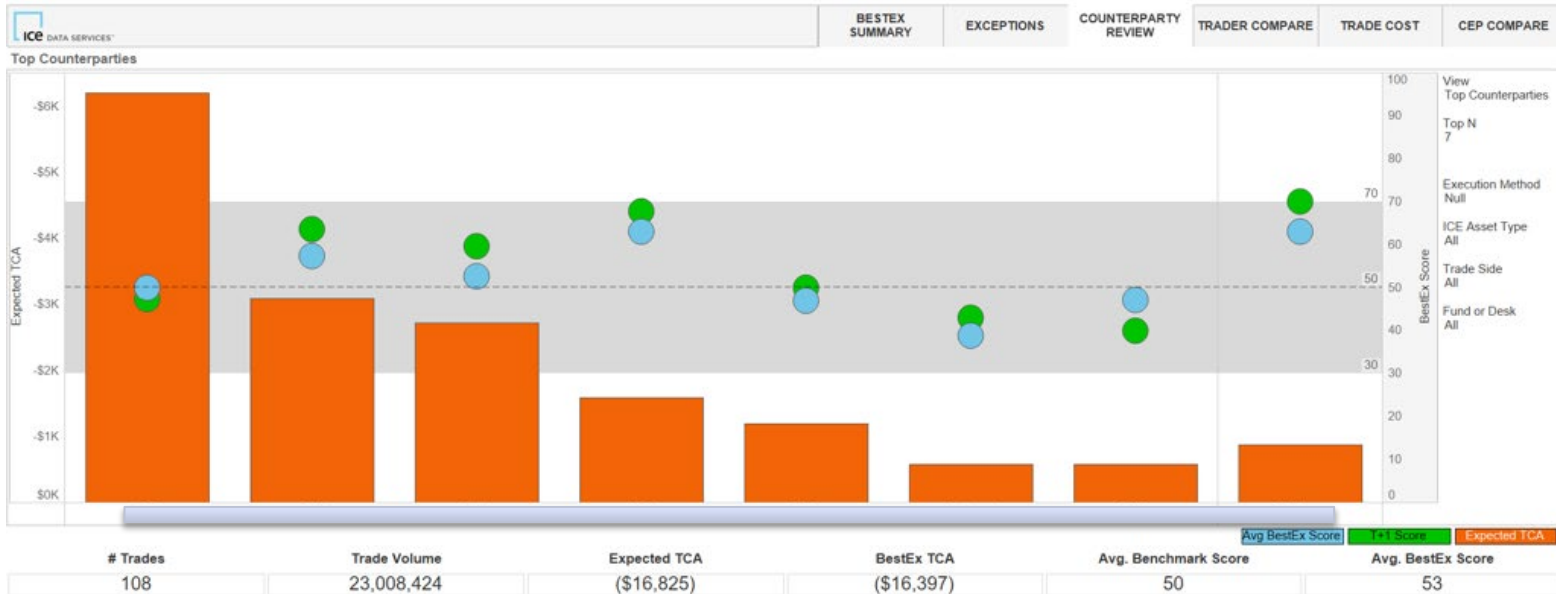 ice DATA SERVICES™
BESTEX SUMMARY
EXCEPTIONS
COUNTERPARTY REVIEW
TRADER COMPARE
TRADE COST
CEP COMPARE
Top Counterparties
Expected TCA
-$6K
-$5K
-$4K
-$3K
-$2K
-$1K
$0K
70
50
30
100
90
80
70
60
50
40
30
20
10
0
BestEx Score
View
Top Counterparties
Top N
7
Execution Method
Null
ICE Asset Type
All
Trade Side
All
Fund or Desk
All
Avg BestEx Score
T+1 Score
Expected TCA
# Trades
Trade Volume
Expected TCA
BestEx TCA
Avg. Benchmark Score
Avg. BestEx Score
108
23,008,424
($16,825)
($16,397)
50
53